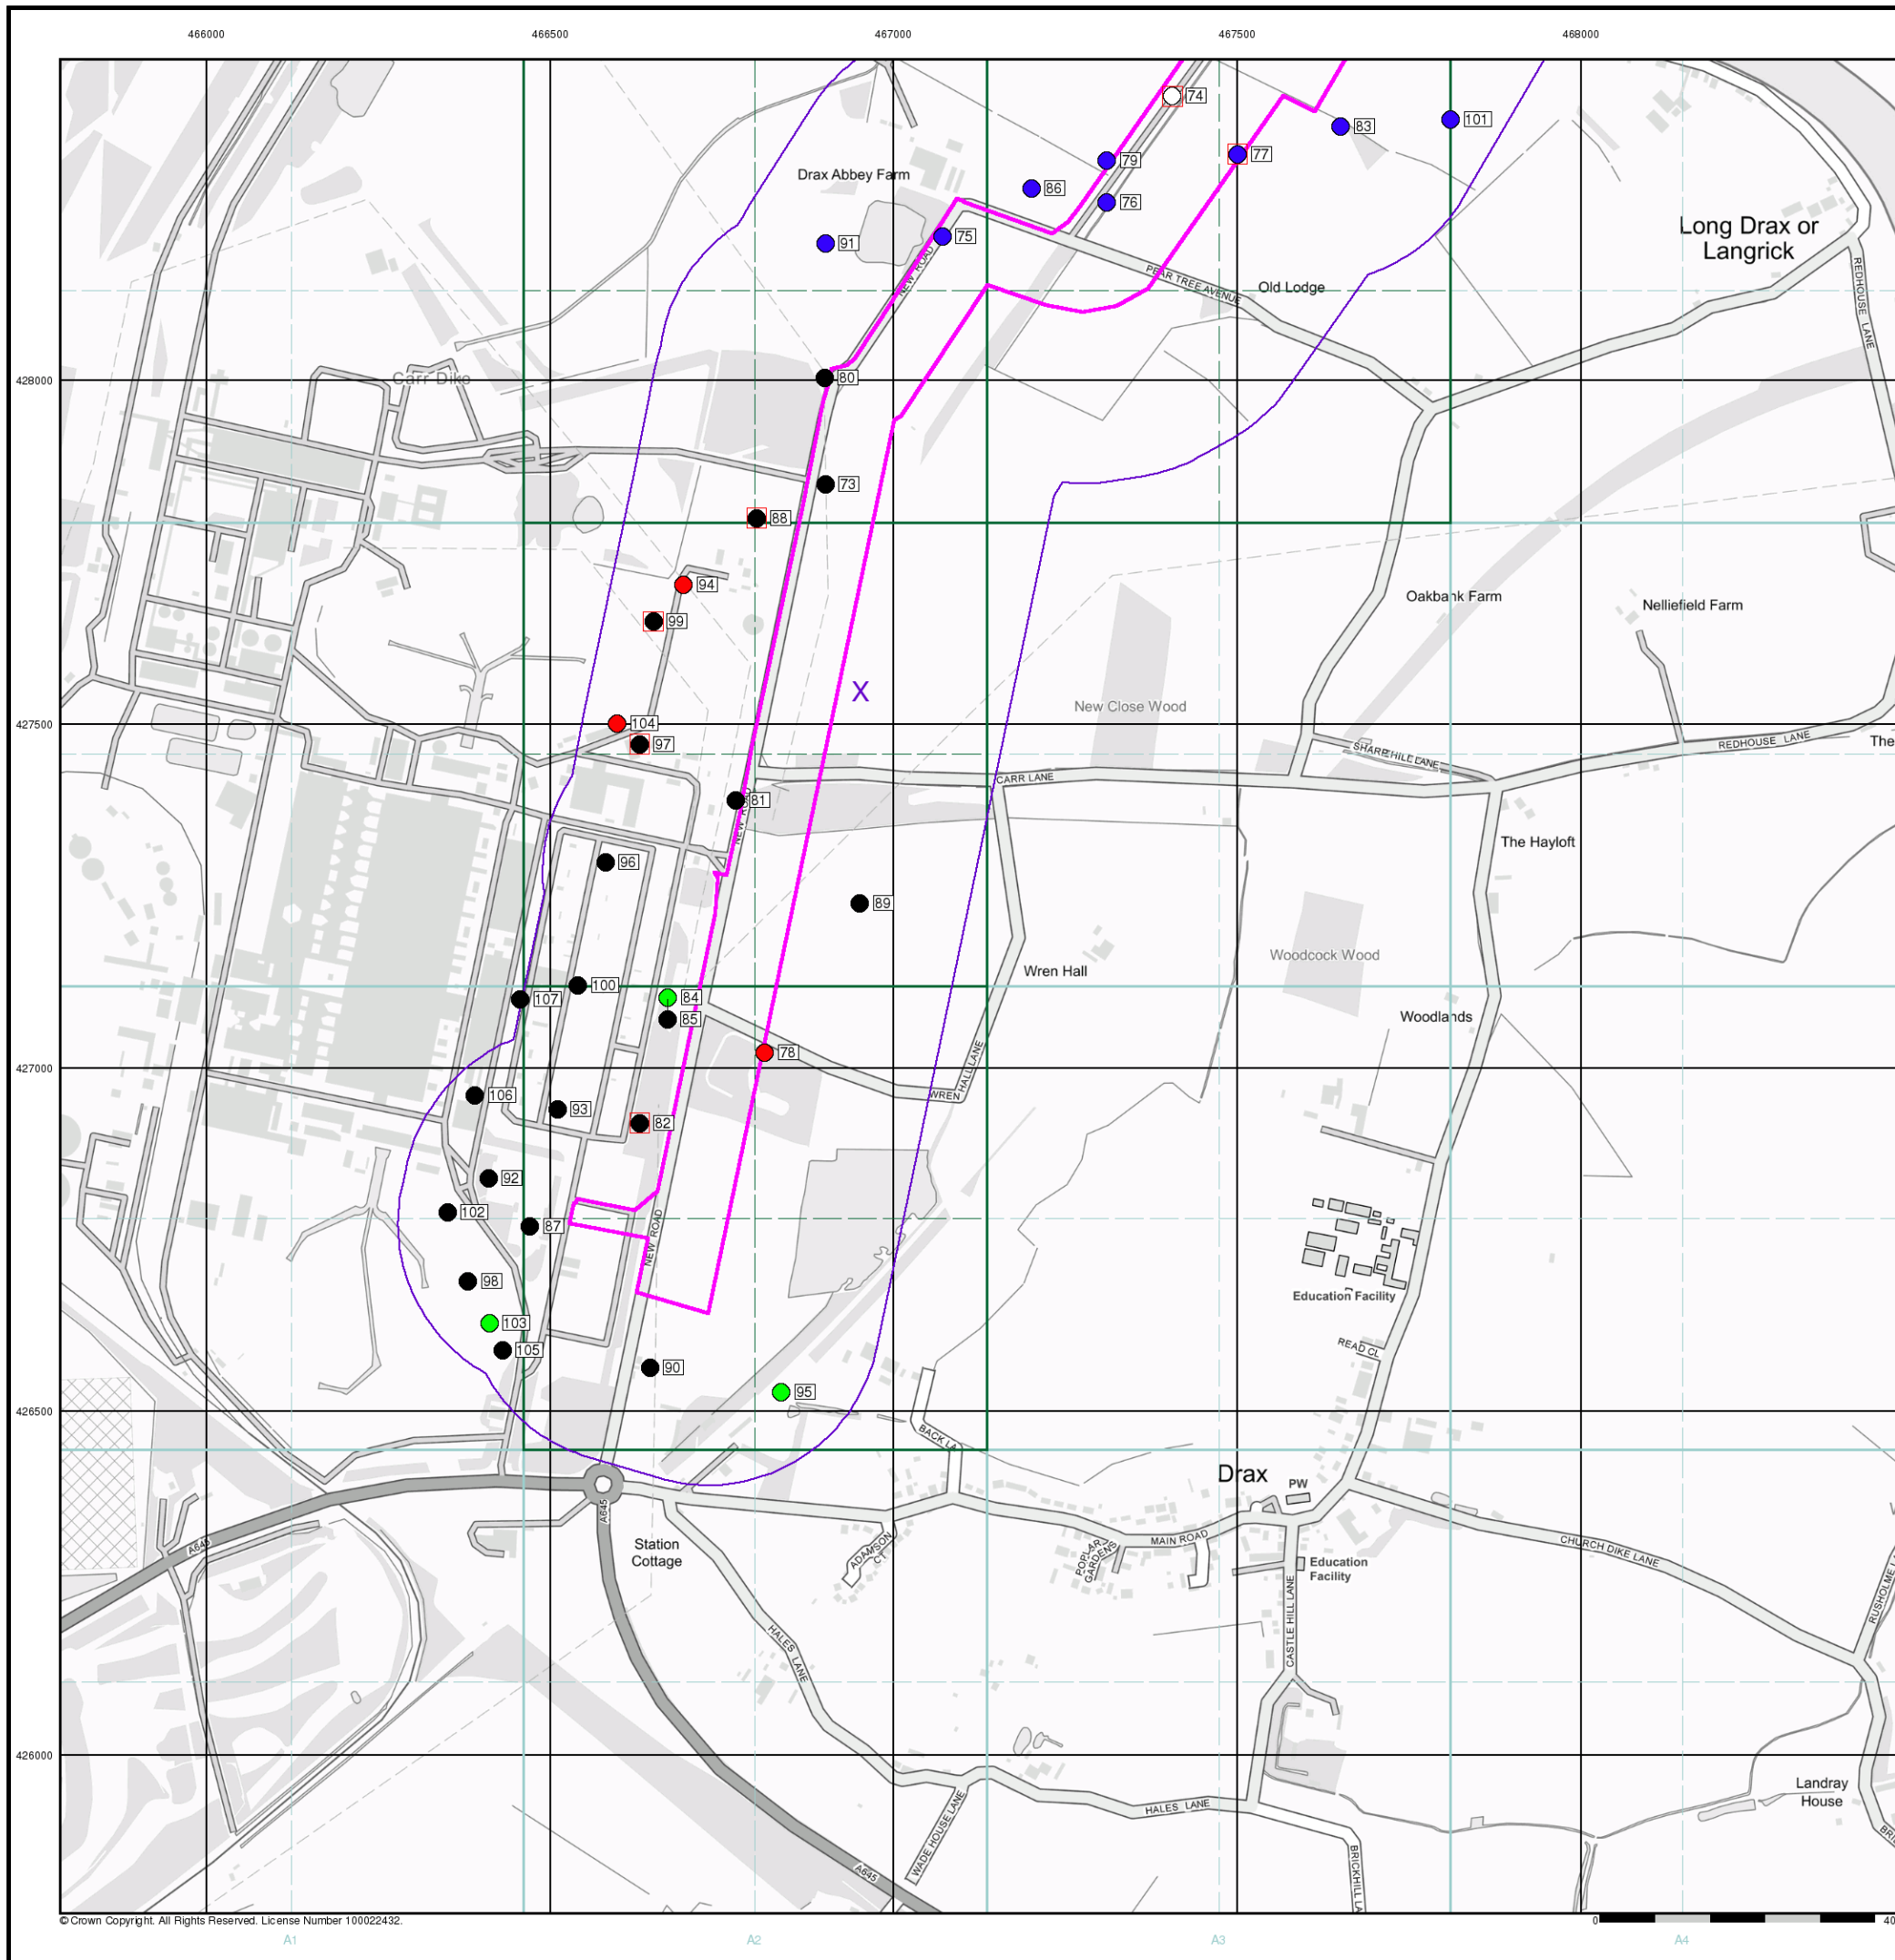 466000 466500 467000 467500 468000
74
101
83
79
77
Drax Abbey Farm
86
76
Long Drax or
Langrick
75
91
NEW ROAD
PEAR TREE AVENUE
Old Lodge
REDHOUSE LANE
428000
Carr Dike
80
73
88
94
Oakbank Farm
Nelliefield Farm
99
X
New Close Wood
427500
104
97
SHARP HILL LANE
REDHOUSE LANE
The
CARR LANE
81
NEW ROAD
The Hayloft
96
89
Woodcock Wood
Wren Hall
100
107
84
85
Woodlands
78
427000
WREN HALL LANE
106
93
82
92
102
87
NEW ROAD
98
Education Facility
103
105
READ CL
90
95
426500
BACK LA
Drax
PW
A645
Station
Cottage
A645
ADAMSON
CT
POPLAR
GARDENS
MAIN ROAD
Education
Facility
CHURCH DIKE LANE
CASTLE HILL LANE
RUSHOLME
HALES LANE
426000
Landray
House
HALES LANE
WADE HOUSE LANE
A645
BRICKHILL LA
BRI
© Crown Copyright. All Rights Reserved. License Number 100022432.
0 40
A1 A2 A3 A4